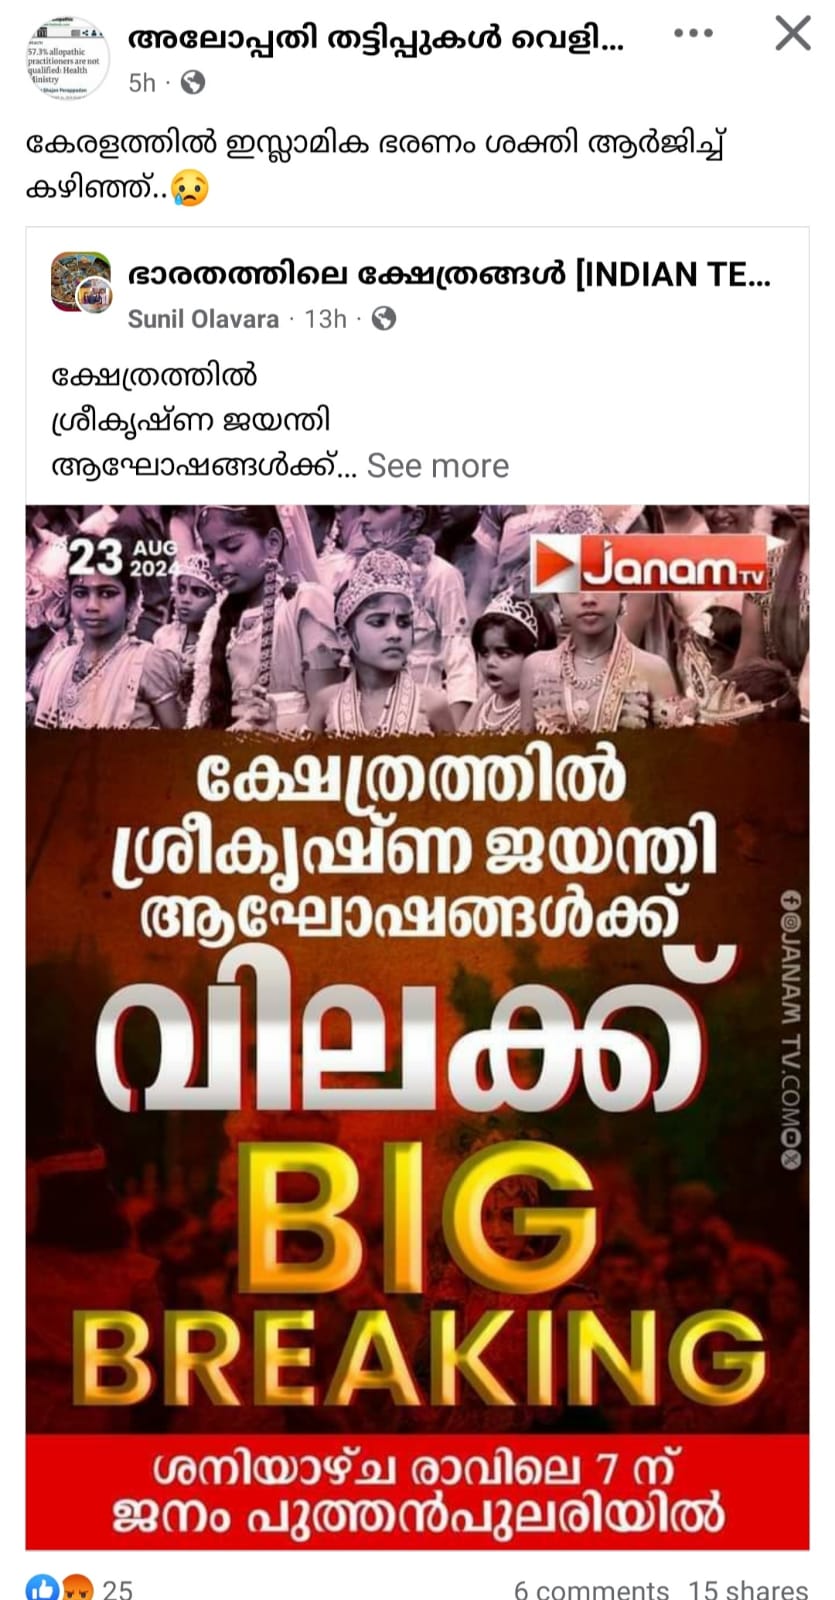 57.3% allopathic
practitioners are not
qualified: Health
Ministry
അലോപ്പതി തട്ടിപ്പുകൾ വെളി...
5h ·
കേരളത്തിൽ ഇസ്ലാമിക ഭരണം ശക്തി ആർജിച്ച്
കഴിഞ്ഞ്..😢
ഭാരതത്തിലെ ക്ഷേത്രങ്ങൾ [INDIAN TE...
Sunil Olavara · 13h ·
ക്ഷേത്രത്തിൽ
ശ്രീകൃഷ്ണ ജയന്തി
ആഘോഷങ്ങൾക്ക്... See more
23 AUG
2024
Janam TV
ക്ഷേത്രത്തിൽ
ശ്രീകൃഷ്ണ ജയന്തി
ആഘോഷങ്ങൾക്ക്
വിലക്ക്
JANAM TV.COM
BIG
BREAKING
ശനിയാഴ്ച രാവിലെ 7 ന്
ജനം പുത്തൻപുലരിയിൽ
25
6 comments 15 shares